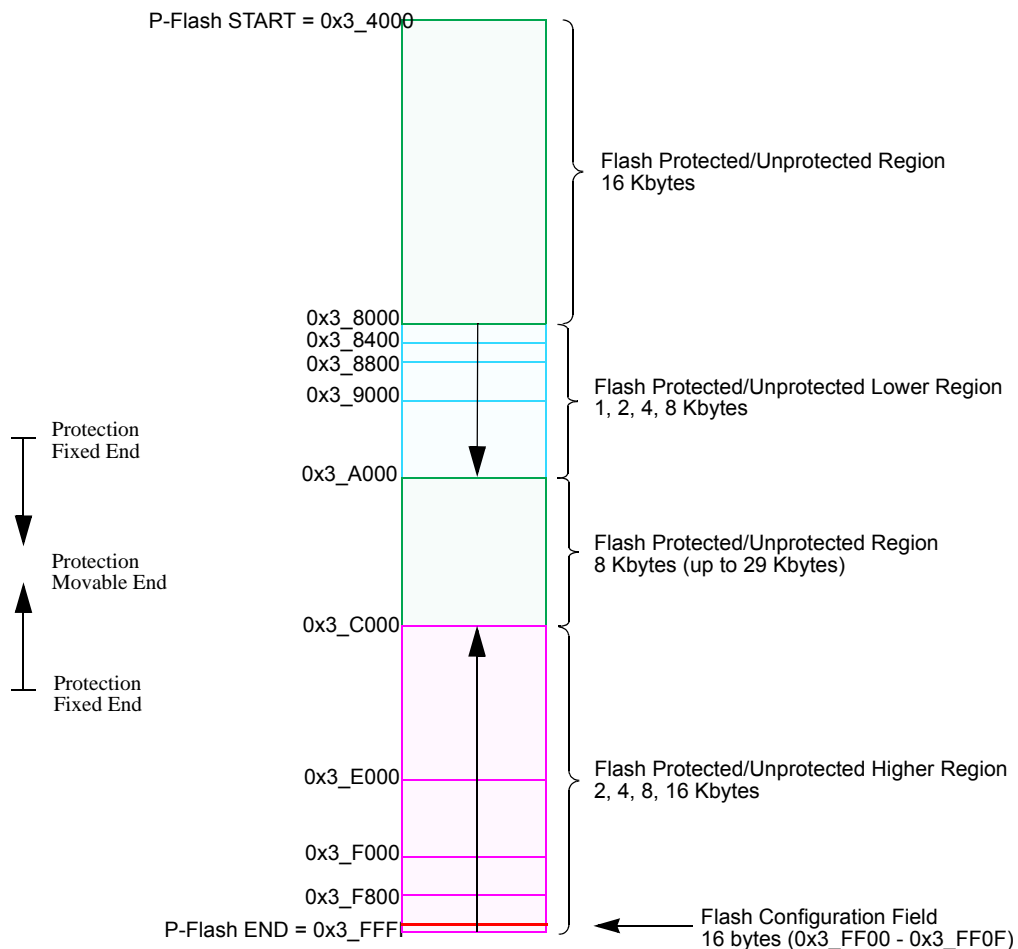 P-Flash START = 0x3_4000
Flash Protected/Unprotected Region
16 Kbytes
0x3_8000
0x3_8400
0x3_8800
0x3_9000
Flash Protected/Unprotected Lower Region
1, 2, 4, 8 Kbytes
Protection
Fixed End
0x3_A000
Flash Protected/Unprotected Region
8 Kbytes (up to 29 Kbytes)
Protection
Movable End
0x3_C000
Protection
Fixed End
Flash Protected/Unprotected Higher Region
2, 4, 8, 16 Kbytes
0x3_E000
0x3_F000
0x3_F800
P-Flash END = 0x3_FFF
Flash Configuration Field
16 bytes (0x3_FF00 - 0x3_FF0F)